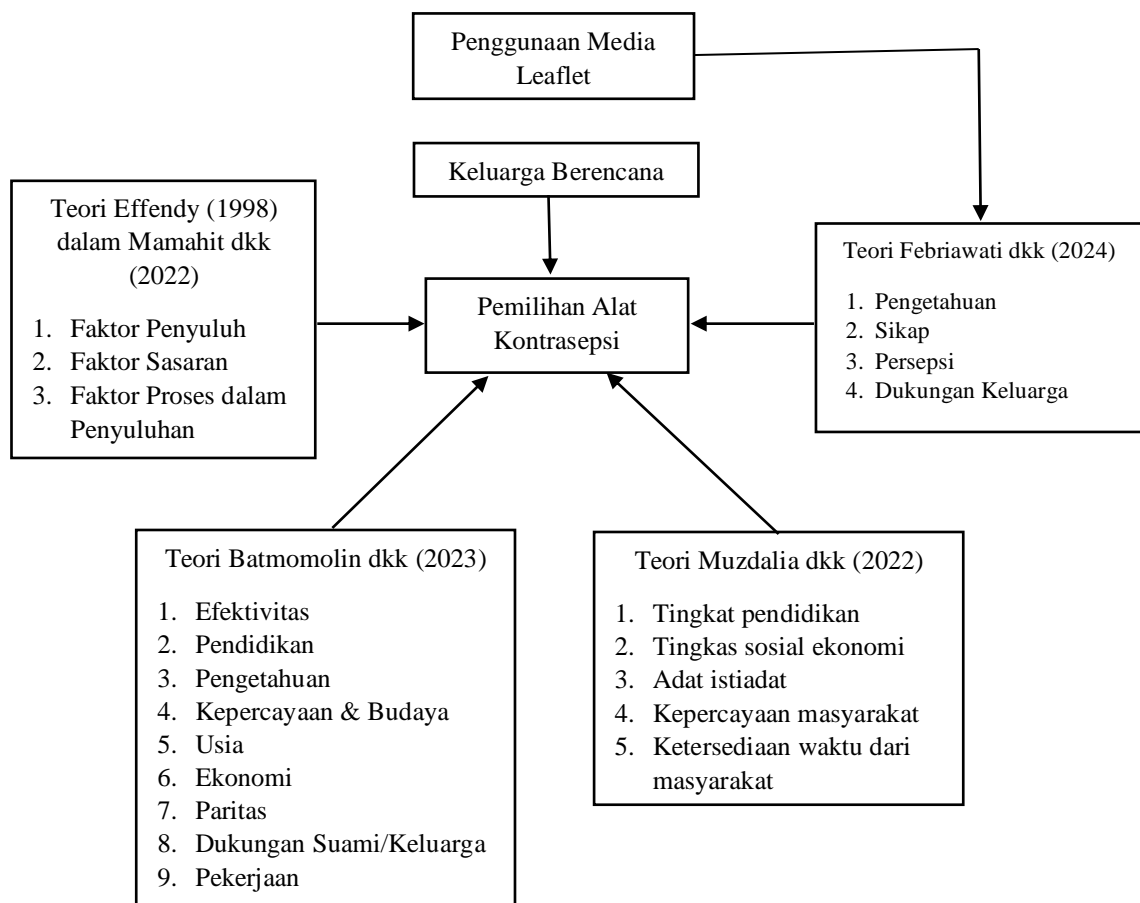 Penggunaan Media
Leaflet
Keluarga Berencana
Teori Effendy (1998)
dalam Mamahit dkk
(2022)
1. Faktor Penyuluh
2. Faktor Sasaran
3. Faktor Proses dalam
Penyuluhan
Pemilihan Alat
Kontrasepsi
Teori Febriawati dkk (2024)
1. Pengetahuan
2. Sikap
3. Persepsi
4. Dukungan Keluarga
Teori Batmomolin dkk (2023)
1. Efektivitas
2. Pendidikan
3. Pengetahuan
4. Kepercayaan & Budaya
5. Usia
6. Ekonomi
7. Paritas
8. Dukungan Suami/Keluarga
9. Pekerjaan
Teori Muzdalia dkk (2022)
1. Tingkat pendidikan
2. Tingkas sosial ekonomi
3. Adat istiadat
4. Kepercayaan masyarakat
5. Ketersediaan waktu dari
masyarakat